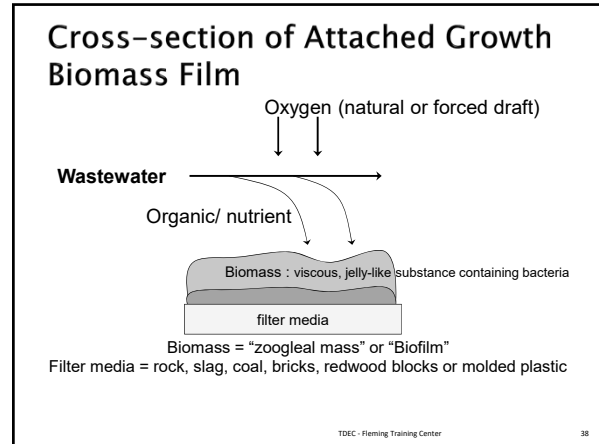 Cross-section of Attached Growth
Biomass Film
Oxygen (natural or forced draft)
Wastewater
Organic/ nutrient
Biomass : viscous, jelly-like substance containing bacteria
filter media
Biomass = “zoogleal mass” or “Biofilm”
Filter media = rock, slag, coal, bricks, redwood blocks or molded plastic
TDEC - Fleming Training Center 38